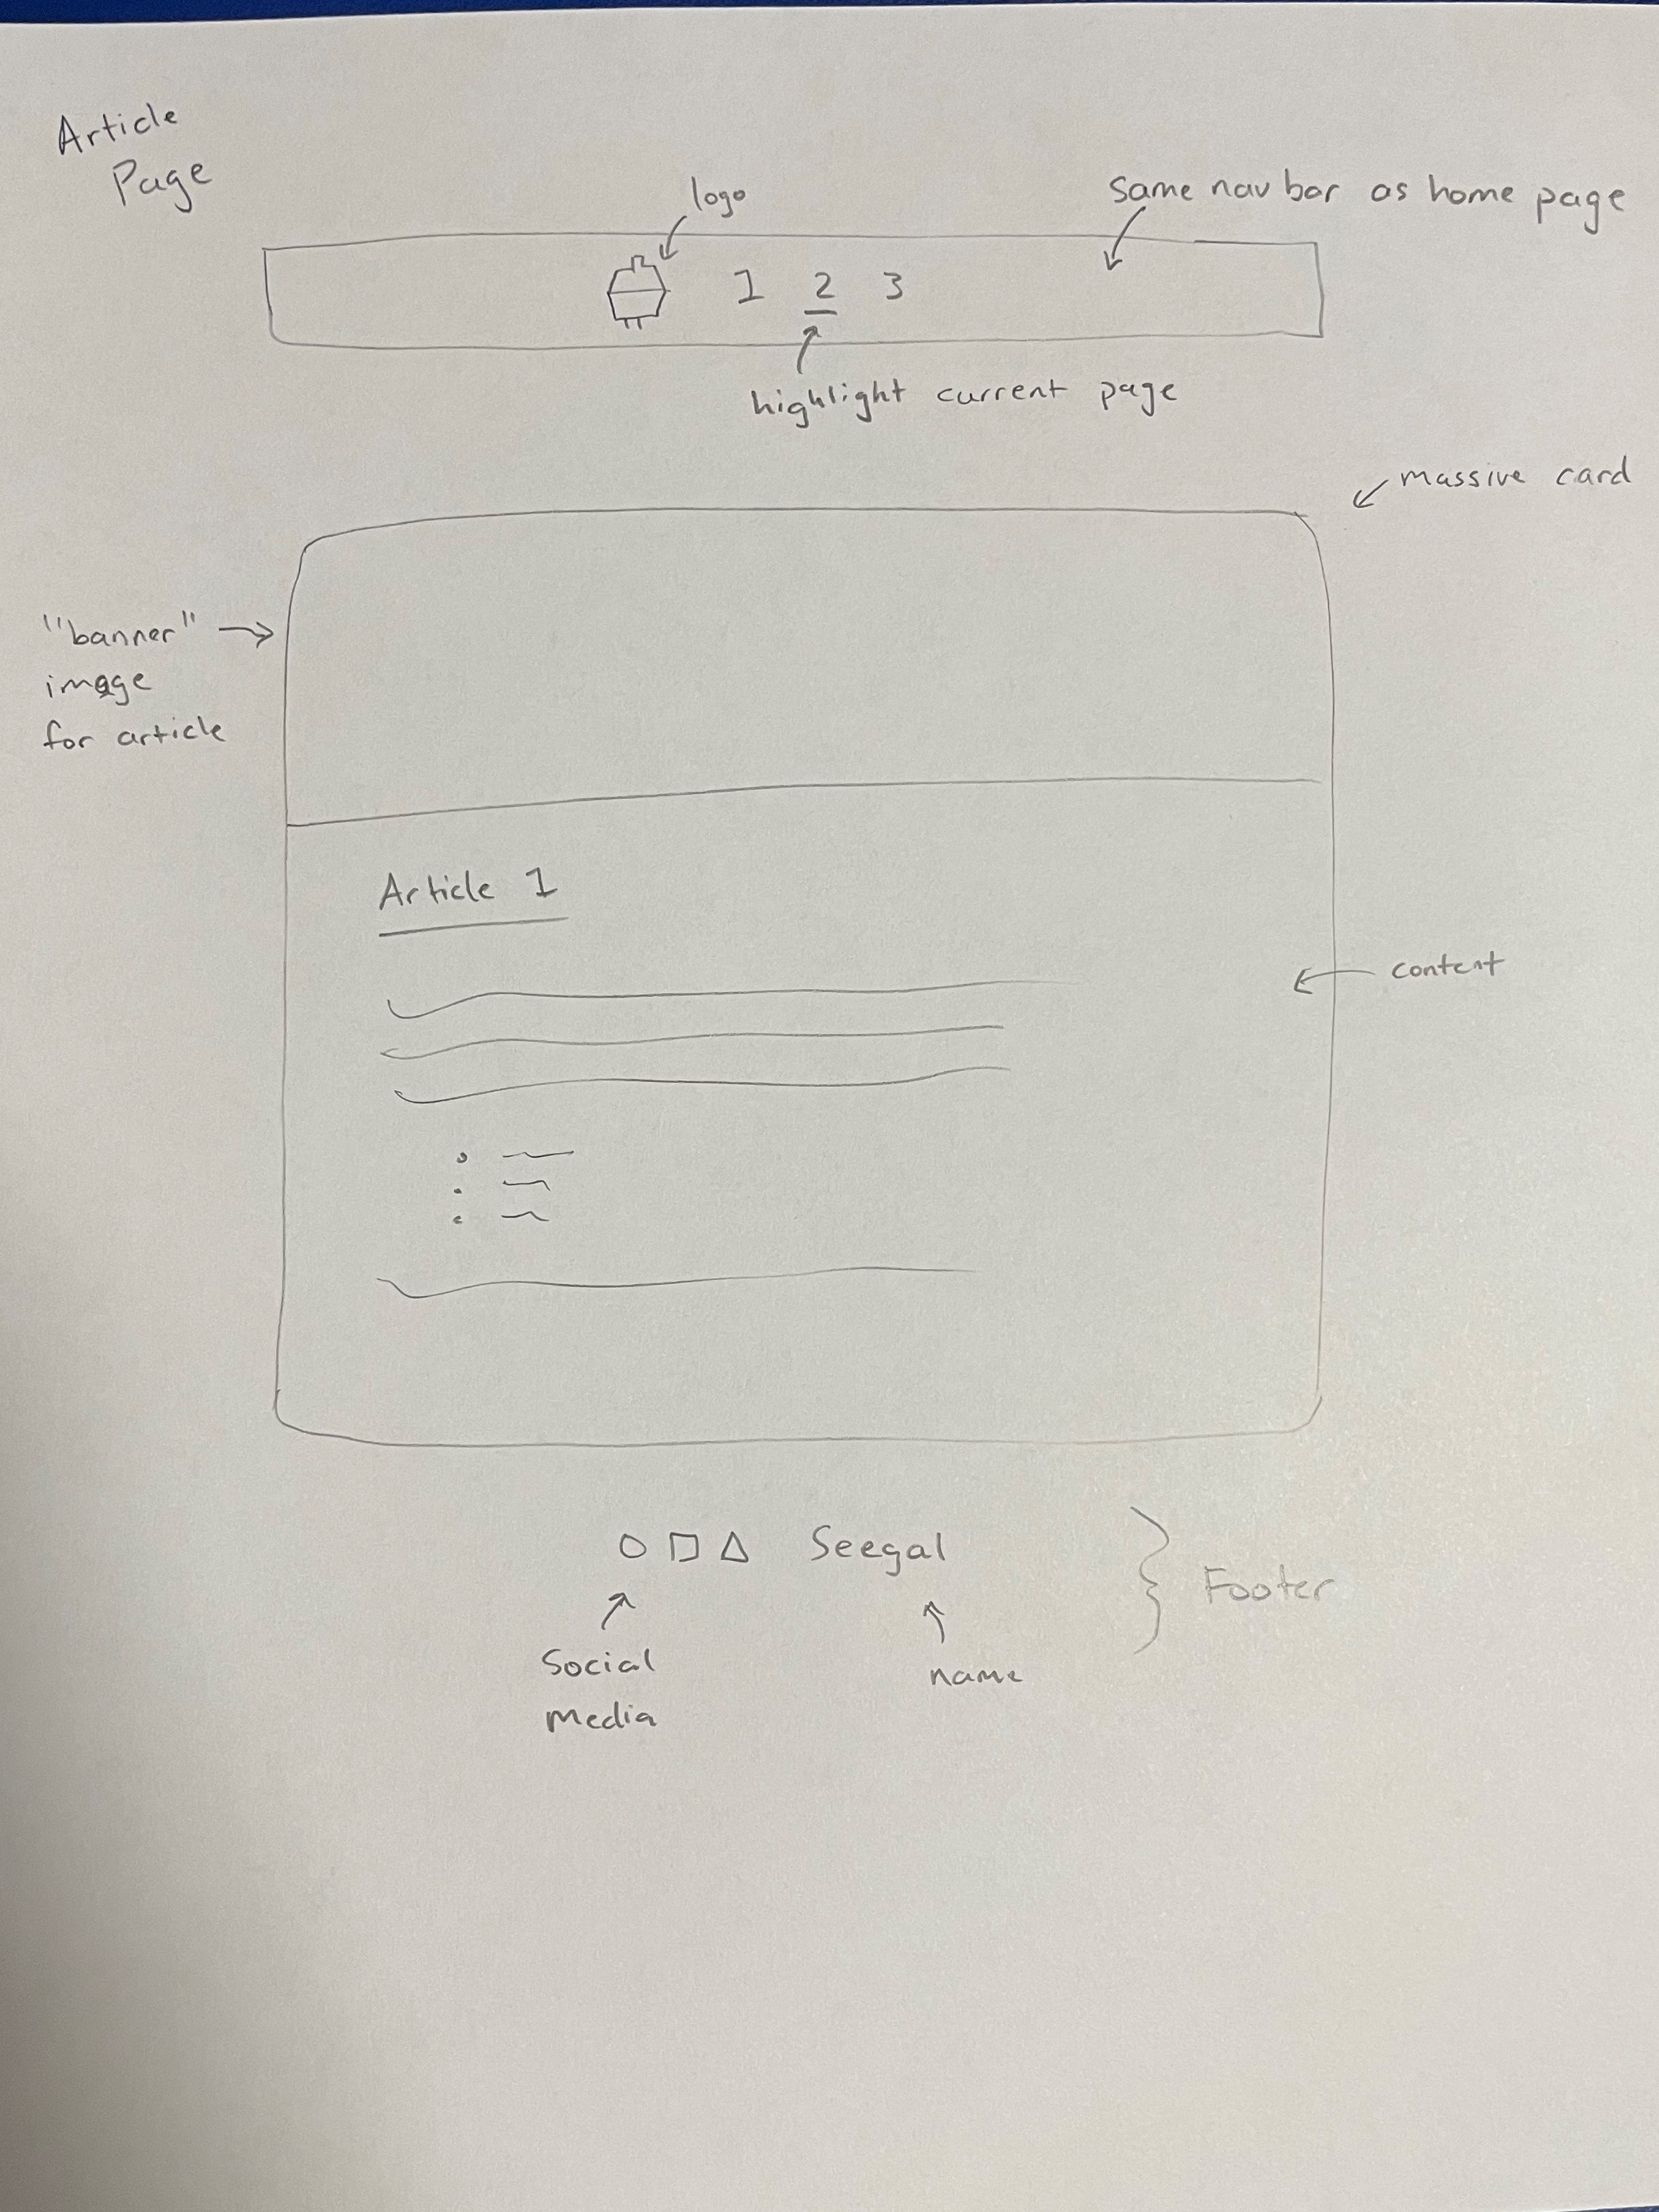 Article
Page
logo
same nav bar as home page
1 2 3
highlight current page
massive card
"banner"
image
for article
Article 1
content
Seegal
Footer
Social
Media
name